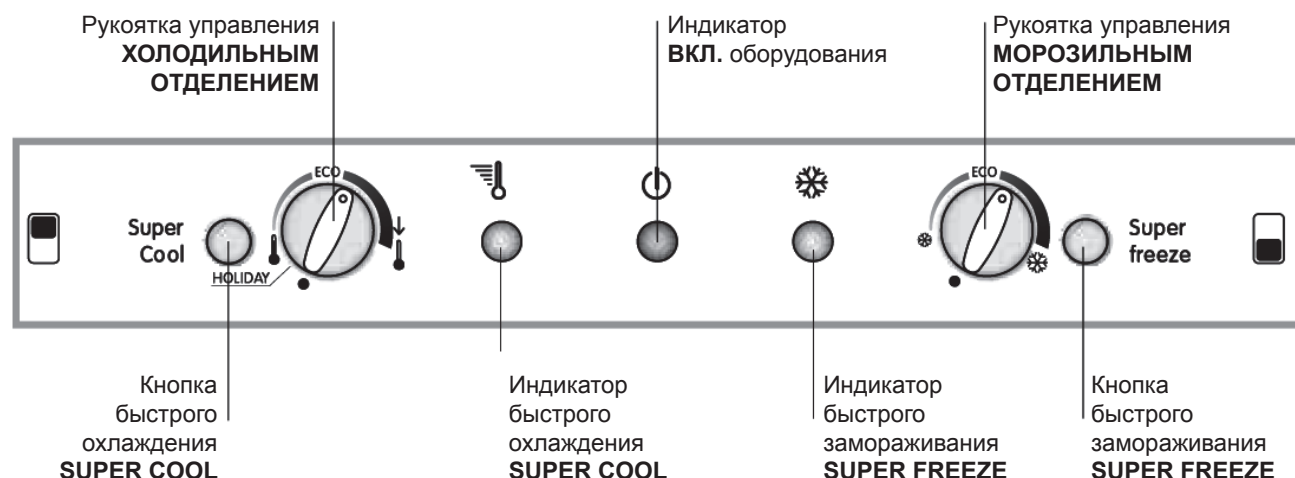 Рукоятка управления
ХОЛОДИЛЬНЫМ
ОТДЕЛЕНИЕМ
Индикатор
ВКЛ. оборудования
Рукоятка управления
МОРОЗИЛЬНЫМ
ОТДЕЛЕНИЕМ
Super
Cool
ECO
HOLIDAY
ECO
Super
freeze
Кнопка
быстрого
охлаждения
SUPER COOL
Индикатор
быстрого
охлаждения
SUPER COOL
Индикатор
быстрого
замораживания
SUPER FREEZE
Кнопка
быстрого
замораживания
SUPER FREEZE